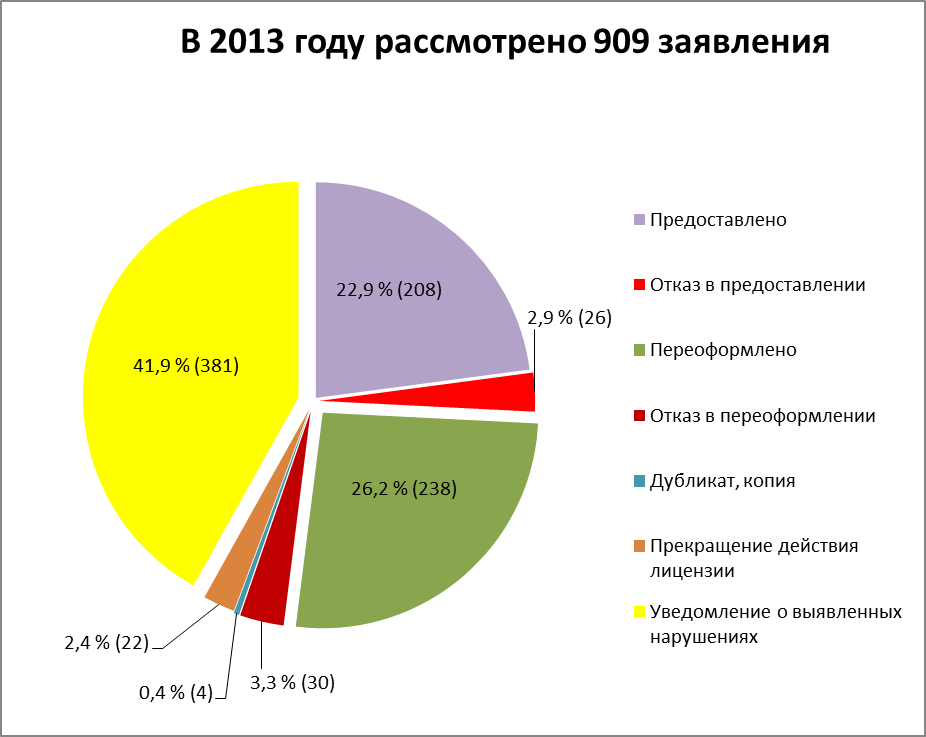 В 2013 году рассмотрено 909 заявления
22,9 % (208)
2,9 % (26)
41,9 % (381)
26,2 % (238)
2,4 % (22)
0,4 % (4)
3,3 % (30)
Предоставлено
Отказ в предоставлении
Переоформлено
Отказ в переоформлении
Дубликат, копия
Прекращение действия
лицензии
Уведомление о выявленных
нарушениях